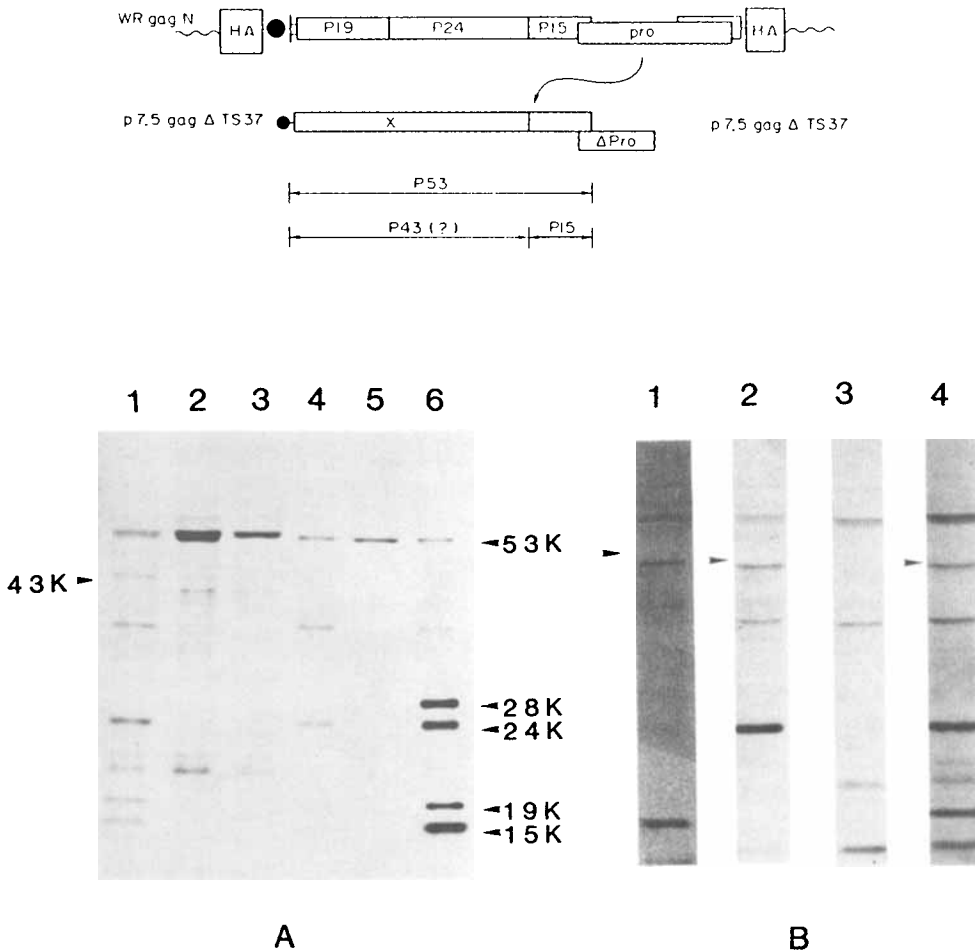 WR gag N HA P19 P24 P15 pro HA
p7.5 gag Δ TS37 X p7.5 gag Δ TS37
ΔPro
P53
P43 (?) P15
1 2 3 4 5 6
53K
43K
28K
24K
19K
15K
A
1 2 3 4
B